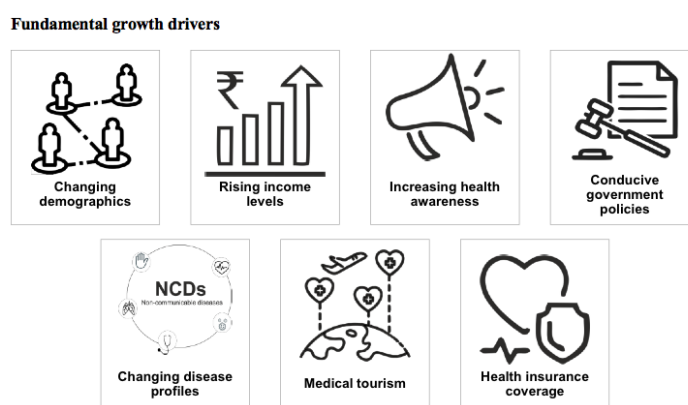 Fundamental growth drivers
₹
Changing
demographics
Rising income
levels
Increasing health
awareness
Conducive
government
policies
NCDs
Non-communicable diseases
Changing disease
profiles
Medical tourism
Health insurance
coverage